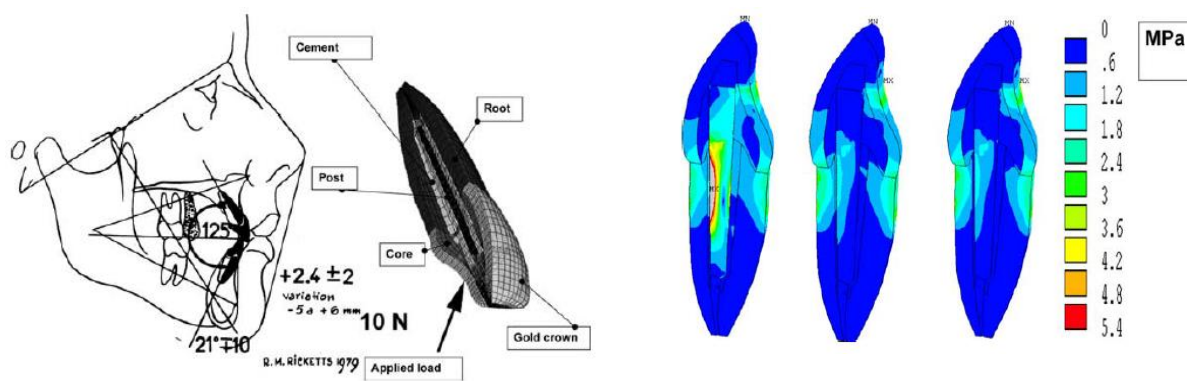 Cement
Root
Post
Core
Gold crown
Applied load
10 N
125
+2.4 ±2
variation
-5 a +6 mm
21° ∓10
R.M. RICKETTS 1979
MN
MX
MN
MX
MN
MX
MPa
0
.6
1.2
1.8
2.4
3
3.6
4.2
4.8
5.4